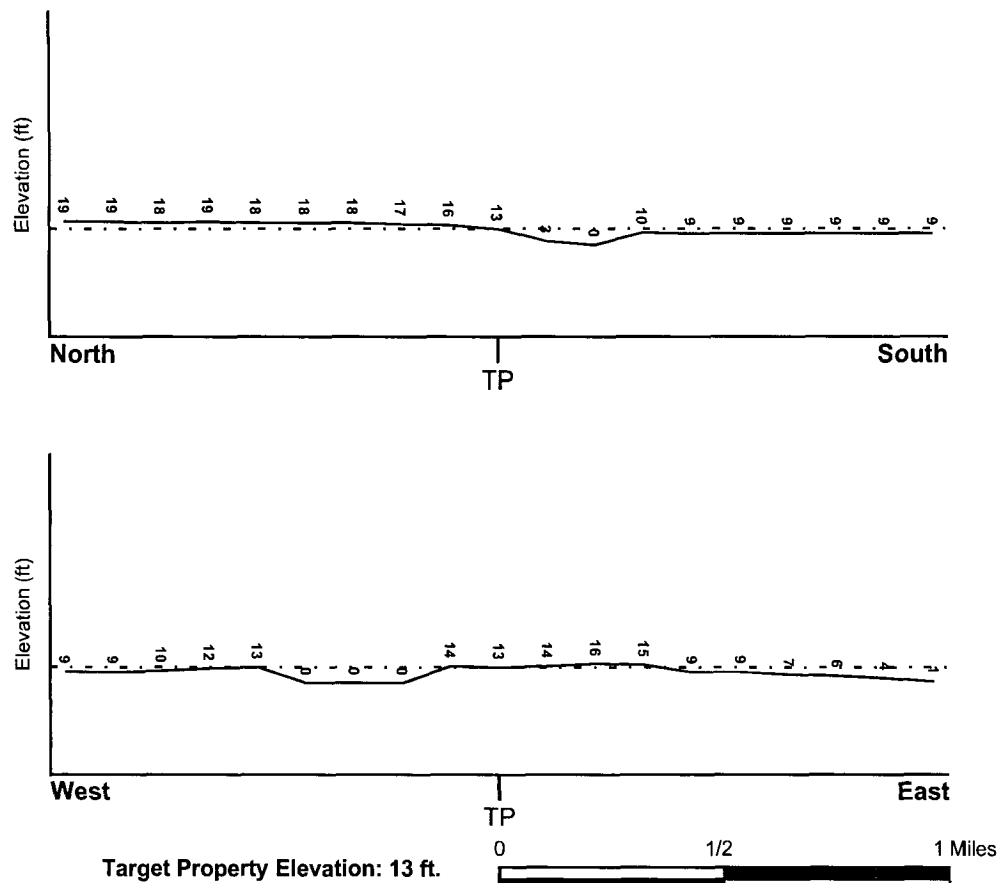 Elevation (ft)
19 19 18 19 18 18 18 17 16 13 0 10 9 9 9 9 9 9
North
South
TP
Elevation (ft)
9 9 10 12 13 0 0 0 14 13 14 16 15 9 9 7 6 4 1
West
East
TP
Target Property Elevation: 13 ft.
0 1/2 1 Miles